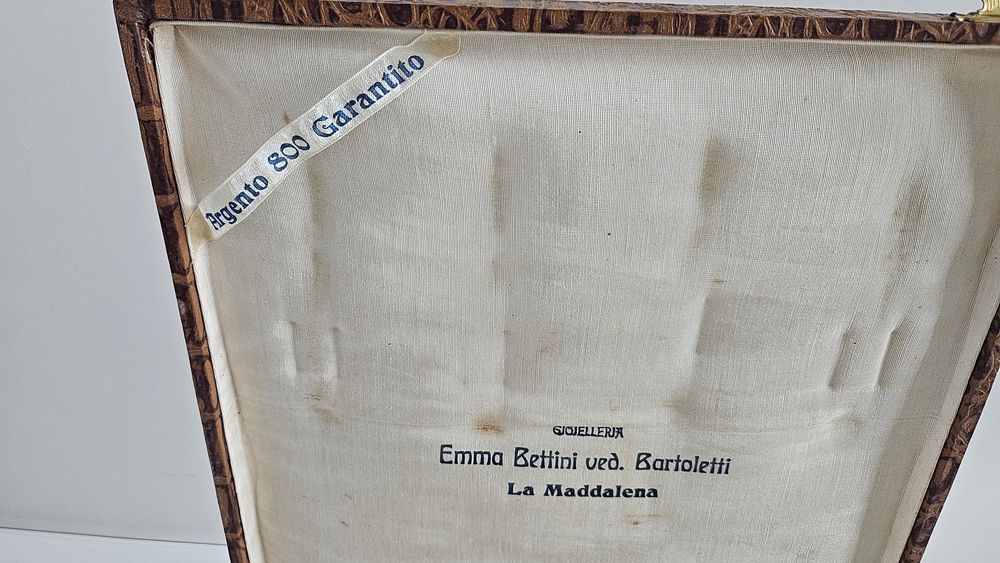 Argento 800 Garantito
GIOIELLERIA
Emma Bettini ved. Bartoletti
La Maddalena